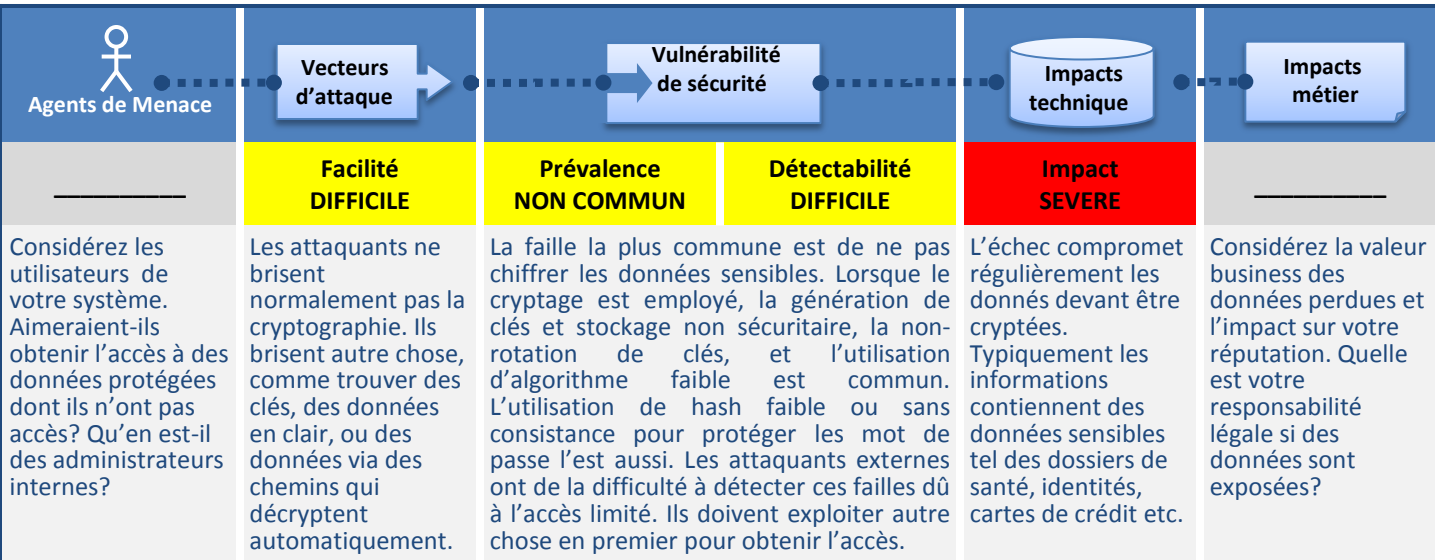 Agents de Menace
Vecteurs
d'attaque
Vulnérabilité
de sécurité
Impacts
technique
Impacts
métier
__________
Facilité
DIFFICILE
Prévalence
NON COMMUN
Détectabilité
DIFFICILE
Impact
SEVERE
__________
Considérez les
utilisateurs de
votre système.
Aimeraient-ils
obtenir l'accès à des
données protégées
dont ils n'ont pas
accès? Qu'en est-il
des administrateurs
internes?
Les attaquants ne
brisent
normalement pas la
cryptographie. Ils
brisent autre chose,
comme trouver des
clés, des données
en clair, ou des
données via des
chemins qui
décryptent
automatiquement.
La faille la plus commune est de ne pas
chiffrer les données sensibles. Lorsque le
cryptage est employé, la génération de
clés et stockage non sécuritaire, la non-
rotation de clés, et l'utilisation
d'algorithme faible est commun.
L'utilisation de hash faible ou sans
consistance pour protéger les mot de
passe l'est aussi. Les attaquants externes
ont de la difficulté à détecter ces failles dû
à l'accès limité. Ils doivent exploiter autre
chose en premier pour obtenir l'accès.
L'échec compromet
régulièrement les
donnés devant être
cryptées.
Typiquement les
informations
contiennent des
données sensibles
tel des dossiers de
santé, identités,
cartes de crédit etc.
Considérez la valeur
business des
données perdues et
l'impact sur votre
réputation. Quelle
est votre
responsabilité
légale si des
données sont
exposées?